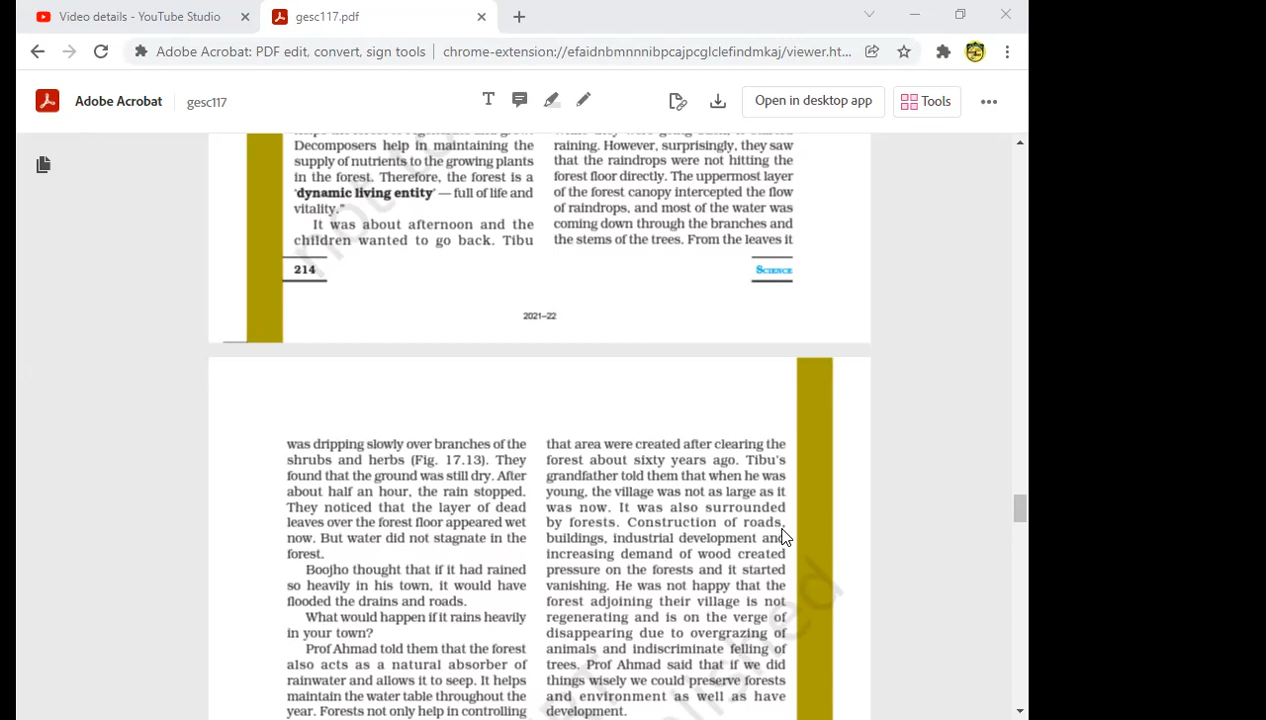 Video details - YouTube Studio
gesc117.pdf
Adobe Acrobat: PDF edit, convert, sign tools | chrome-extension://efaidnbmnnnibpcajpcglclefindmkaj/viewer.ht...
Adobe Acrobat
gesc117
Open in desktop app
Tools
Decomposers help in maintaining the
supply of nutrients to the growing plants
in the forest. Therefore, the forest is a
'dynamic living entity' — full of life and
vitality."
It was about afternoon and the
children wanted to go back. Tibu
raining. However, surprisingly, they saw
that the raindrops were not hitting the
forest floor directly. The uppermost layer
of the forest canopy intercepted the flow
of raindrops, and most of the water was
coming down through the branches and
the stems of the trees. From the leaves it
214
SCIENCE
2021–22
was dripping slowly over branches of the
shrubs and herbs (Fig. 17.13). They
found that the ground was still dry. After
about half an hour, the rain stopped.
They noticed that the layer of dead
leaves over the forest floor appeared wet
now. But water did not stagnate in the
forest.
Boojho thought that if it had rained
so heavily in his town, it would have
flooded the drains and roads.
What would happen if it rains heavily
in your town?
Prof Ahmad told them that the forest
also acts as a natural absorber of
rainwater and allows it to seep. It helps
maintain the water table throughout the
year. Forests not only help in controlling
that area were created after clearing the
forest about sixty years ago. Tibu's
grandfather told them that when he was
young, the village was not as large as it
was now. It was also surrounded
by forests. Construction of roads,
buildings, industrial development and
increasing demand of wood created
pressure on the forests and it started
vanishing. He was not happy that the
forest adjoining their village is not
regenerating and is on the verge of
disappearing due to overgrazing of
animals and indiscriminate felling of
trees. Prof Ahmad said that if we did
things wisely we could preserve forests
and environment as well as have
development.